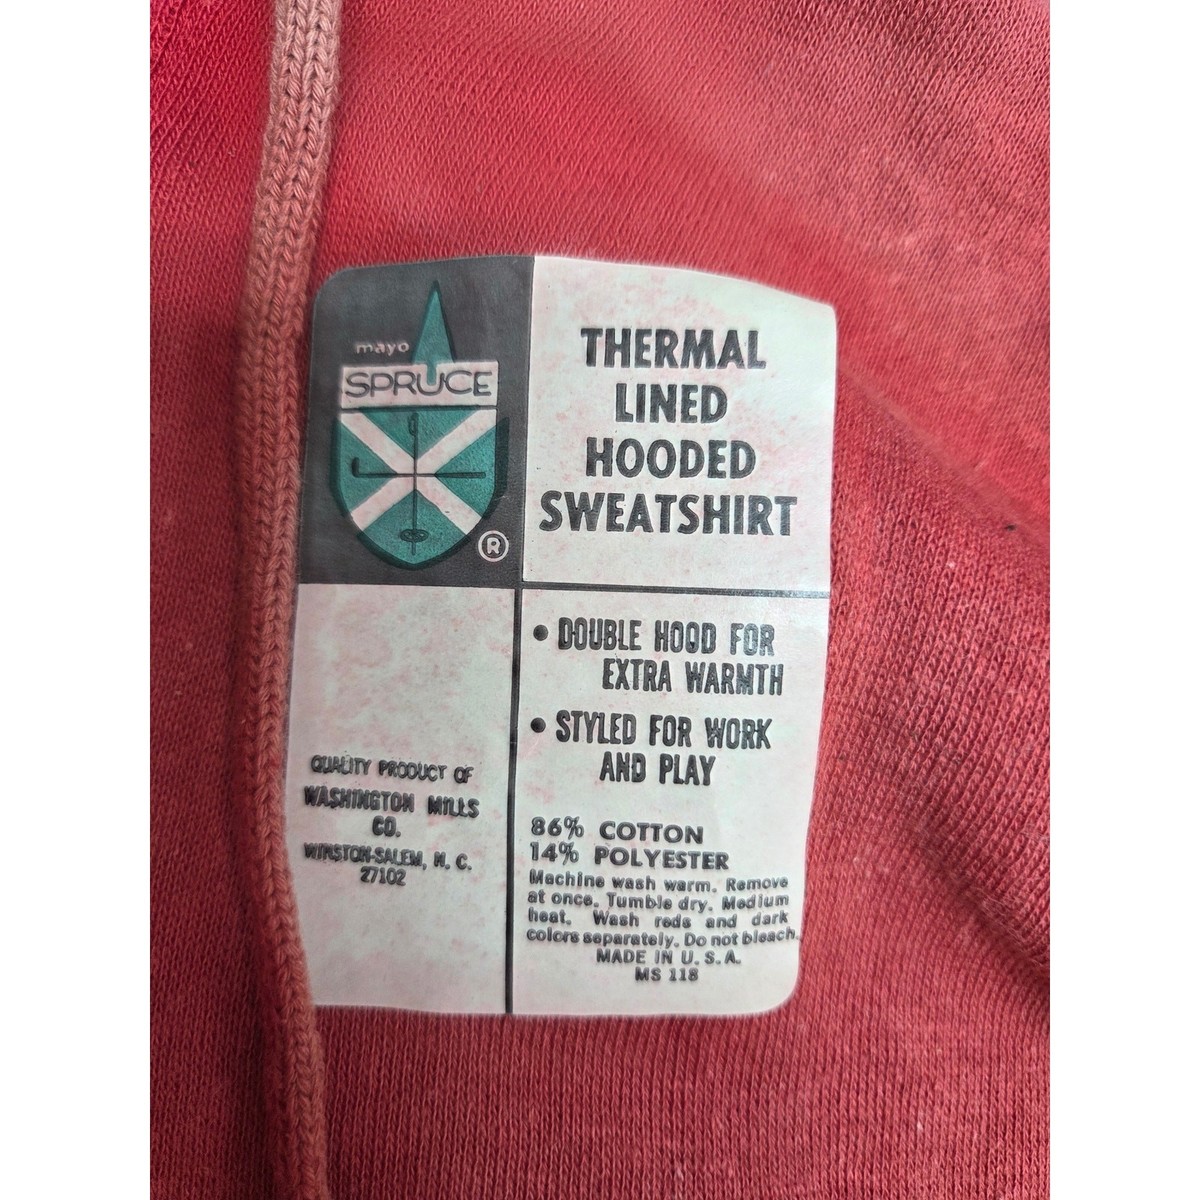 mayo
SPRUCE
®
THERMAL
LINED
HOODED
SWEATSHIRT
• DOUBLE HOOD FOR
EXTRA WARMTH
• STYLED FOR WORK
AND PLAY
QUALITY PRODUCT OF
WASHINGTON MILLS
CO.
WINSTON-SALEM, N. C.
27102
86% COTTON
14% POLYESTER
Machine wash warm. Remove
at once. Tumble dry. Medium
heat. Wash reds and dark
colors separately. Do not bleach.
MADE IN U. S. A.
MS 118